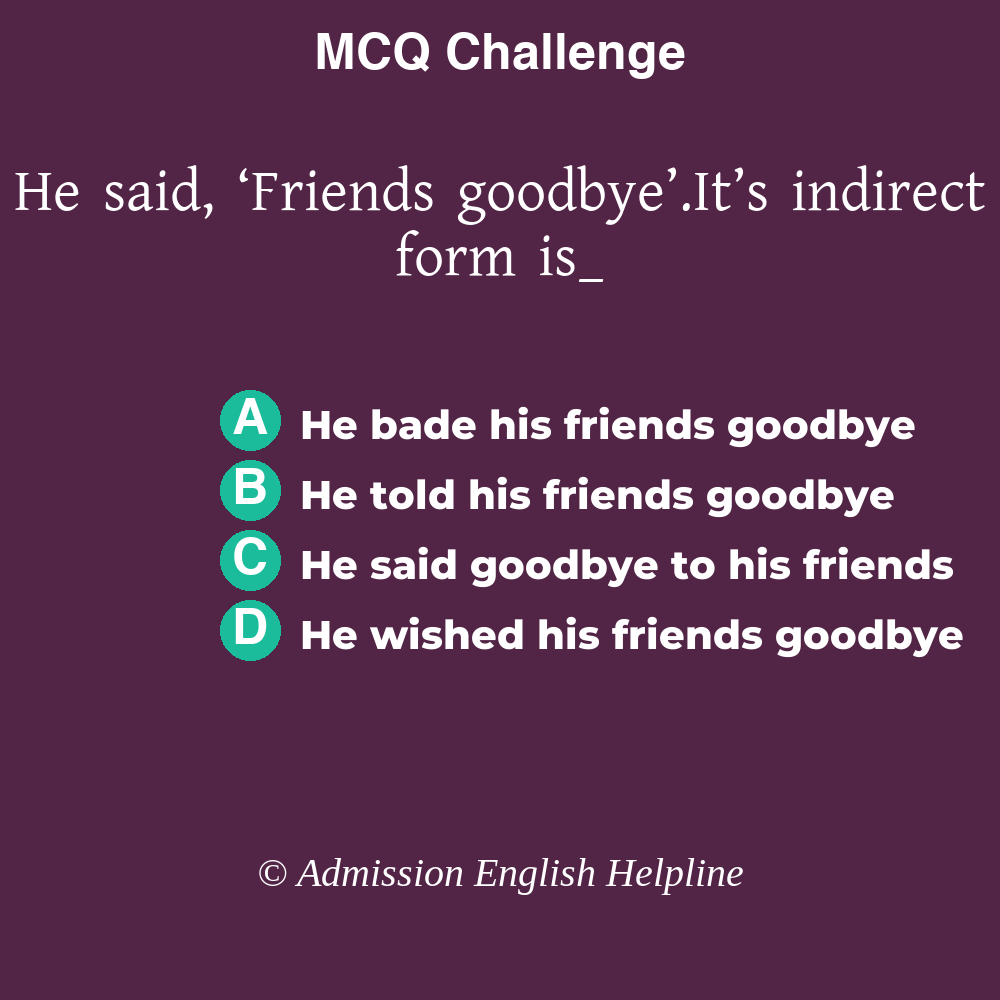 MCQ Challenge
He said, ‘Friends goodbye’.It’s indirect
form is_
A He bade his friends goodbye
B He told his friends goodbye
C He said goodbye to his friends
D He wished his friends goodbye
© Admission English Helpline